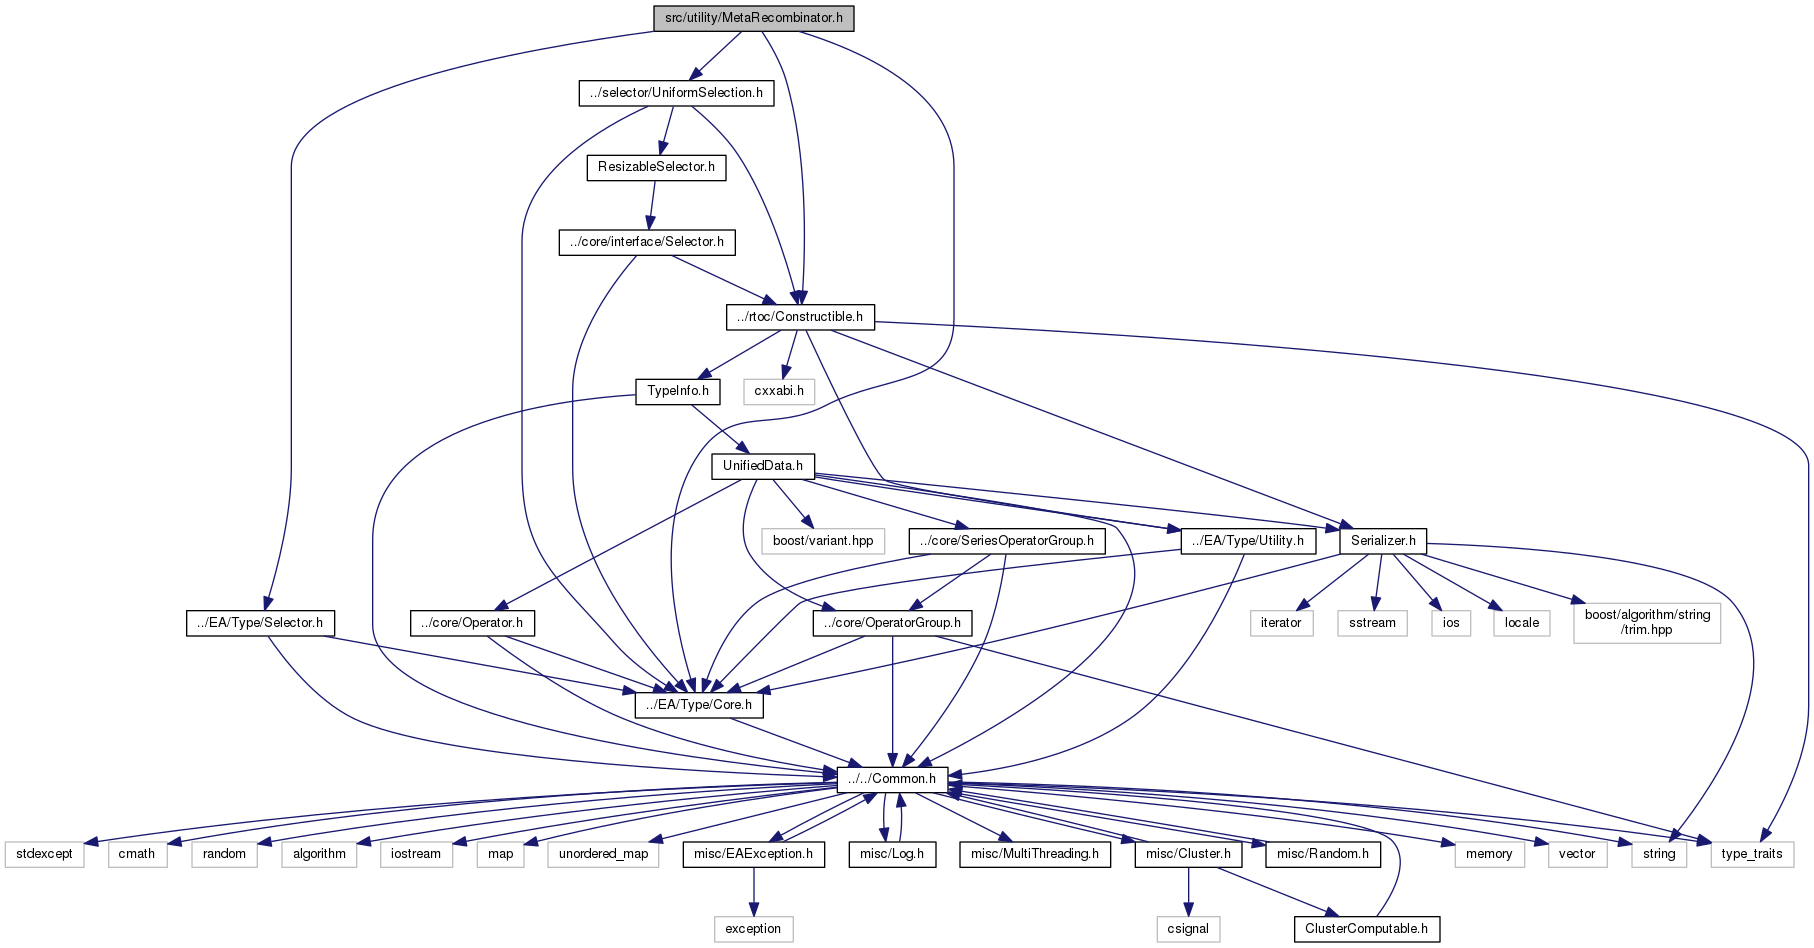 src/utility/MetaRecombinator.h
../selector/UniformSelection.h
ResizableSelector.h
../core/interface/Selector.h
../rtoc/Constructible.h
TypeInfo.h
cxxabi.h
UnifiedData.h
boost/variant.hpp
../core/SeriesOperatorGroup.h
../EA/Type/Utility.h
Serializer.h
../EA/Type/Selector.h
../core/Operator.h
../core/OperatorGroup.h
iterator
sstream
ios
locale
boost/algorithm/string
/trim.hpp
../EA/Type/Core.h
../../Common.h
stdexcept
cmath
random
algorithm
iostream
map
unordered_map
misc/EAException.h
misc/Log.h
misc/MultiThreading.h
misc/Cluster.h
misc/Random.h
memory
vector
string
type_traits
exception
csignal
ClusterComputable.h